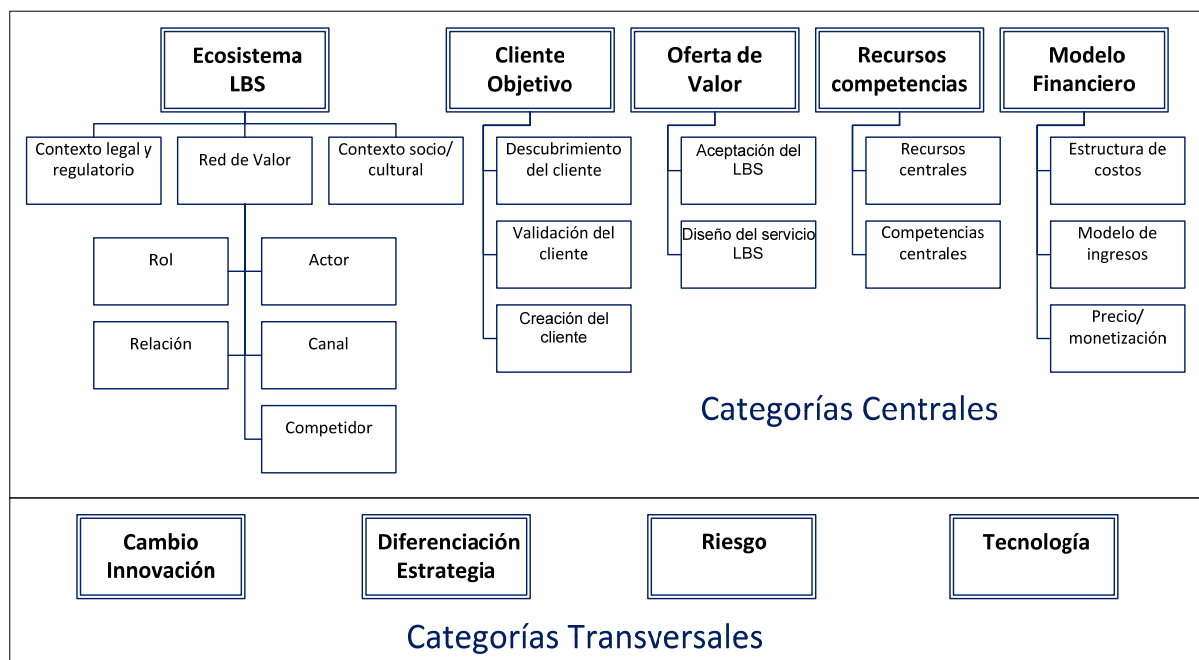 Ecosistema
LBS
Cliente
Objetivo
Oferta de
Valor
Recursos
competencias
Modelo
Financiero
Contexto legal y
regulatorio
Red de Valor
Contexto socio/
cultural
Rol
Actor
Relación
Canal
Competidor
Descubrimiento
del cliente
Validación del
cliente
Creación del
cliente
Aceptación del
LBS
Diseño del servicio
LBS
Recursos
centrales
Competencias
centrales
Estructura de
costos
Modelo de
ingresos
Precio/
monetización
Categorías Centrales
Cambio
Innovación
Diferenciación
Estrategia
Riesgo
Tecnología
Categorías Transversales